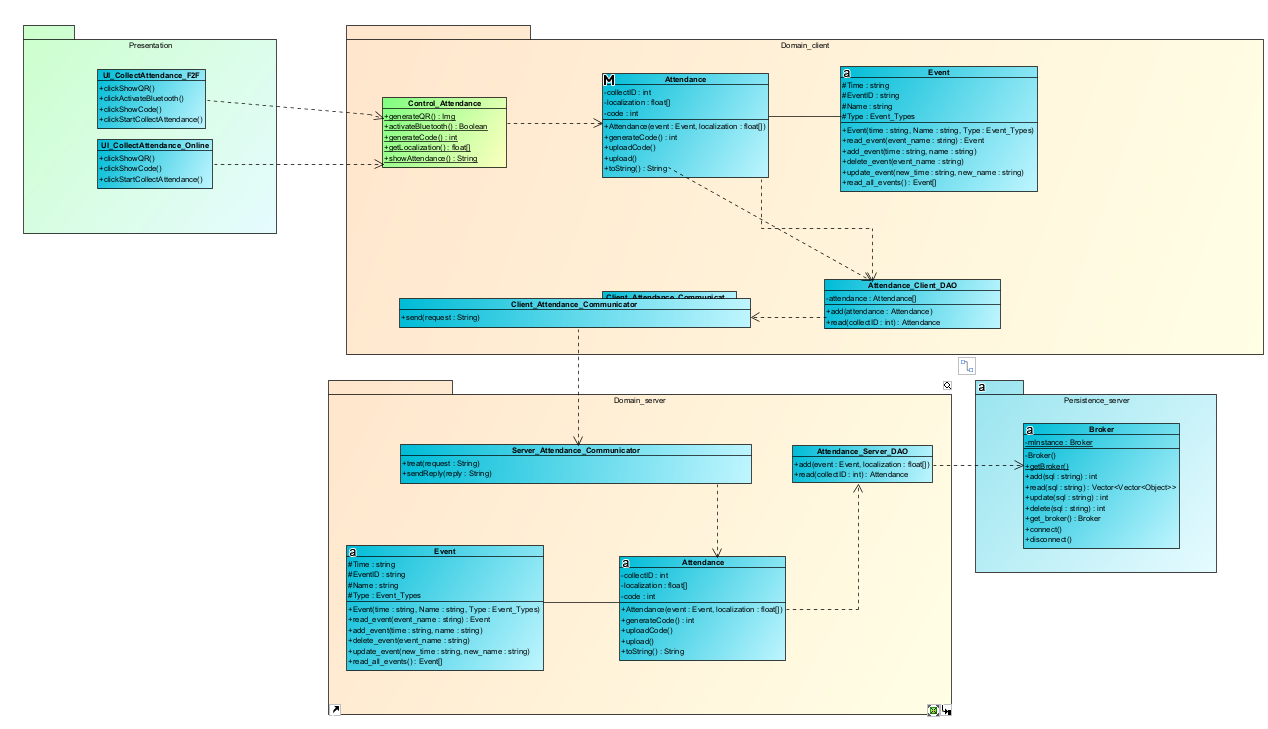 Presentation
UI_CollectAttendance_F2F
+clickShowQR()
+clickActivateBluetooth()
+clickShowCode()
+clickStartCollectAttendance()
UI_CollectAttendance_Online
+clickShowQR()
+clickShowCode()
+clickStartCollectAttendance()
Domain_client
Control_Attendance
+generateQR() : Img
+activateBluetooth() : Boolean
+generateCode() : int
+getLocalization() : float[]
+showAttendance() : String
M
Attendance
-collectID : int
-localization : float[]
-code : int
+Attendance(event : Event, localization : float[])
+generateCode() : int
+uploadCode()
+upload()
+toString() : String
a
Event
#Time : string
#EventID : string
#Name : string
#Type : Event_Types
+Event(time : string, Name : string, Type : Event_Types)
+read_event(event_name : string) : Event
+add_event(time : string, name : string)
+delete_event(event_name : string)
+update_event(new_time : string, new_name : string)
+read_all_events() : Event[]
Attendance_Client_DAO
-attendance : Attendance[]
+add(attendance : Attendance)
+read(collectID : int) : Attendance
Client_Attendance_Communicat
Client_Attendance_Communicator
+send(request : String)
Domain_server
Server_Attendance_Communicator
+treat(request : String)
+sendReply(reply : String)
Attendance_Server_DAO
+add(event : Event, localization : float[])
+read(collectID : int) : Attendance
a
Event
#Time : string
#EventID : string
#Name : string
#Type : Event_Types
+Event(time : string, Name : string, Type : Event_Types)
+read_event(event_name : string) : Event
+add_event(time : string, name : string)
+delete_event(event_name : string)
+update_event(new_time : string, new_name : string)
+read_all_events() : Event[]
a
Attendance
-collectID : int
-localization : float[]
-code : int
+Attendance(event : Event, localization : float[])
+generateCode() : int
+uploadCode()
+upload()
+toString() : String
a
Persistence_server
a
Broker
-mInstance : Broker
-Broker()
+getBroker()
+add(sql : string) : int
+read(sql : string) : Vector<Vector<Object>>
+update(sql : string) : int
+delete(sql : string) : int
+get_broker() : Broker
+connect()
+disconnect()